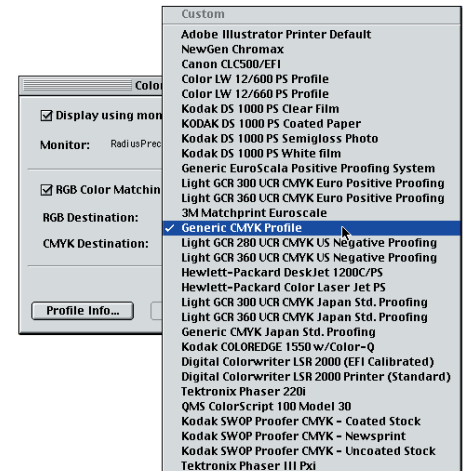 Custom
Adobe Illustrator Printer Default
NewGen Chromax
Canon CLC500/EFI
Color LW 12/600 PS Profile
Color LW 12/660 PS Profile
Kodak DS 1000 PS Clear Film
KODAK DS 1000 PS Coated Paper
Kodak DS 1000 PS Semigloss Photo
Kodak DS 1000 PS White film
Generic EuroScala Positive Proofing System
Light GCR 300 UCR CMYK Euro Positive Proofing
Light GCR 360 UCR CMYK Euro Positive Proofing
3M Matchprint Euroscale
✓ Generic CMYK Profile
Light GCR 280 UCR CMYK US Negative Proofing
Light GCR 360 UCR CMYK US Negative Proofing
Hewlett-Packard DeskJet 1200C/PS
Hewlett-Packard Color Laser Jet PS
Light GCR 300 UCR CMYK Japan Std. Proofing
Light GCR 360 UCR CMYK Japan Std. Proofing
Generic CMYK Japan Std. Proofing
Kodak COLOREDGE 1550 w/Color-Q
Digital Colorwriter LSR 2000 (EFI Calibrated)
Digital Colorwriter LSR 2000 Printer (Standard)
Tektronix Phaser 220i
QMS ColorScript 100 Model 30
Kodak SWOP Proofer CMYK - Coated Stock
Kodak SWOP Proofer CMYK - Newsprint
Kodak SWOP Proofer CMYK - Uncoated Stock
Tektronix Phaser III Pxi
Colo
Display using mon
Monitor: RadiusPrec
RGB Color Matchin
RGB Destination:
CMYK Destination:
Profile Info...